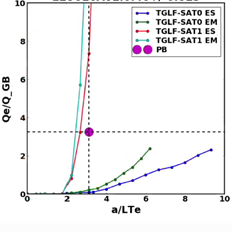 10
8
6
4
2
0
Qe/Q_GB
TGLF-SAT0 ES
TGLF-SAT0 EM
TGLF-SAT1 ES
TGLF-SAT1 EM
PB
0 2 4 6 8 10
a/LTe